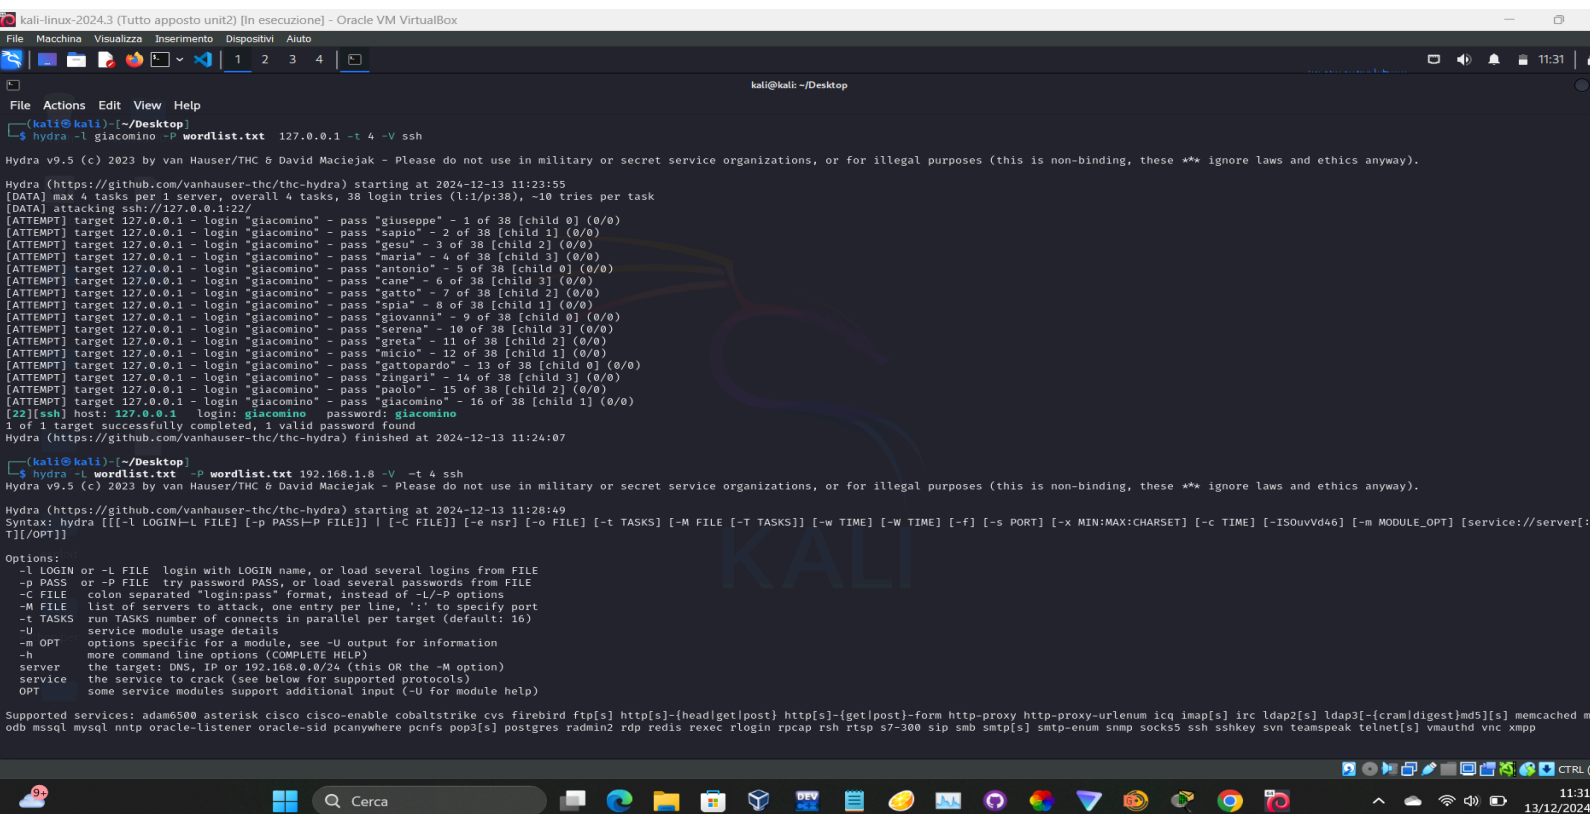 kali-linux-2024.3 (Tutto apposto unit2) [In esecuzione] - Oracle VM VirtualBox
File Macchina Visualizza Inserimento Dispositivi Aiuto
1 2 3 4 11:31
kali@kali: ~/Desktop
File Actions Edit View Help
┌──(kali㉿kali)-[~/Desktop]
└─$ hydra -l giacomino -P wordlist.txt  127.0.0.1 -t 4 -V ssh
Hydra v9.5 (c) 2023 by van Hauser/THC & David Maciejak - Please do not use in military or secret service organizations, or for illegal purposes (this is non-binding, these *** ignore laws and ethics anyway).
Hydra (https://github.com/vanhauser-thc/thc-hydra) starting at 2024-12-13 11:23:55
[DATA] max 4 tasks per 1 server, overall 4 tasks, 38 login tries (l:1/p:38), ~10 tries per task
[DATA] attacking ssh://127.0.0.1:22/
[ATTEMPT] target 127.0.0.1 - login "giacomino" - pass "giuseppe" - 1 of 38 [child 0] (0/0)
[ATTEMPT] target 127.0.0.1 - login "giacomino" - pass "sapio" - 2 of 38 [child 1] (0/0)
[ATTEMPT] target 127.0.0.1 - login "giacomino" - pass "gesu" - 3 of 38 [child 2] (0/0)
[ATTEMPT] target 127.0.0.1 - login "giacomino" - pass "maria" - 4 of 38 [child 3] (0/0)
[ATTEMPT] target 127.0.0.1 - login "giacomino" - pass "antonio" - 5 of 38 [child 0] (0/0)
[ATTEMPT] target 127.0.0.1 - login "giacomino" - pass "cane" - 6 of 38 [child 3] (0/0)
[ATTEMPT] target 127.0.0.1 - login "giacomino" - pass "gatto" - 7 of 38 [child 2] (0/0)
[ATTEMPT] target 127.0.0.1 - login "giacomino" - pass "spia" - 8 of 38 [child 1] (0/0)
[ATTEMPT] target 127.0.0.1 - login "giacomino" - pass "giovanni" - 9 of 38 [child 0] (0/0)
[ATTEMPT] target 127.0.0.1 - login "giacomino" - pass "serena" - 10 of 38 [child 3] (0/0)
[ATTEMPT] target 127.0.0.1 - login "giacomino" - pass "greta" - 11 of 38 [child 2] (0/0)
[ATTEMPT] target 127.0.0.1 - login "giacomino" - pass "micio" - 12 of 38 [child 1] (0/0)
[ATTEMPT] target 127.0.0.1 - login "giacomino" - pass "gattopardo" - 13 of 38 [child 0] (0/0)
[ATTEMPT] target 127.0.0.1 - login "giacomino" - pass "zingari" - 14 of 38 [child 3] (0/0)
[ATTEMPT] target 127.0.0.1 - login "giacomino" - pass "paolo" - 15 of 38 [child 2] (0/0)
[ATTEMPT] target 127.0.0.1 - login "giacomino" - pass "giacomino" - 16 of 38 [child 1] (0/0)
[22][ssh] host: 127.0.0.1   login: giacomino   password: giacomino
1 of 1 target successfully completed, 1 valid password found
Hydra (https://github.com/vanhauser-thc/thc-hydra) finished at 2024-12-13 11:24:07
┌──(kali㉿kali)-[~/Desktop]
└─$ hydra -L wordlist.txt  -P wordlist.txt 192.168.1.8 -V  –t 4 ssh
Hydra v9.5 (c) 2023 by van Hauser/THC & David Maciejak - Please do not use in military or secret service organizations, or for illegal purposes (this is non-binding, these *** ignore laws and ethics anyway).
Hydra (https://github.com/vanhauser-thc/thc-hydra) starting at 2024-12-13 11:28:49
Syntax: hydra [[[-l LOGIN|-L FILE] [-p PASS|-P FILE]] | [-C FILE]] [-e nsr] [-o FILE] [-t TASKS] [-M FILE [-T TASKS]] [-w TIME] [-W TIME] [-f] [-s PORT] [-x MIN:MAX:CHARSET] [-c TIME] [-ISOuvVd46] [-m MODULE_OPT] [service://server[:
T][/OPT]]
Options:
-l LOGIN or -L FILE  login with LOGIN name, or load several logins from FILE
-p PASS  or -P FILE  try password PASS, or load several passwords from FILE
-C FILE   colon separated "login:pass" format, instead of -L/-P options
-M FILE   list of servers to attack, one entry per line, ':' to specify port
-t TASKS  run TASKS number of connects in parallel per target (default: 16)
-U        service module usage details
-m OPT    options specific for a module, see -U output for information
-h        more command line options (COMPLETE HELP)
server    the target: DNS, IP or 192.168.0.0/24 (this OR the -M option)
service   the service to crack (see below for supported protocols)
OPT       some service modules support additional input (-U for module help)
KALI
Supported services: adam6500 asterisk cisco cisco-enable cobaltstrike cvs firebird ftp[s] http[s]-{head|get|post} http[s]-{get|post}-form http-proxy http-proxy-urlenum icq imap[s] irc ldap2[s] ldap3[-{cram|digest}md5][s] memcached m
odb mssql mysql nntp oracle-listener oracle-sid pcanywhere pcnfs pop3[s] postgres radmin2 rdp redis rexec rlogin rpcap rsh rtsp s7-300 sip smb smtp[s] smtp-enum snmp socks5 ssh sshkey svn teamspeak telnet[s] vmauthd vnc xmpp
CTRL (
9+
Cerca
DEV
11:31
13/12/2024